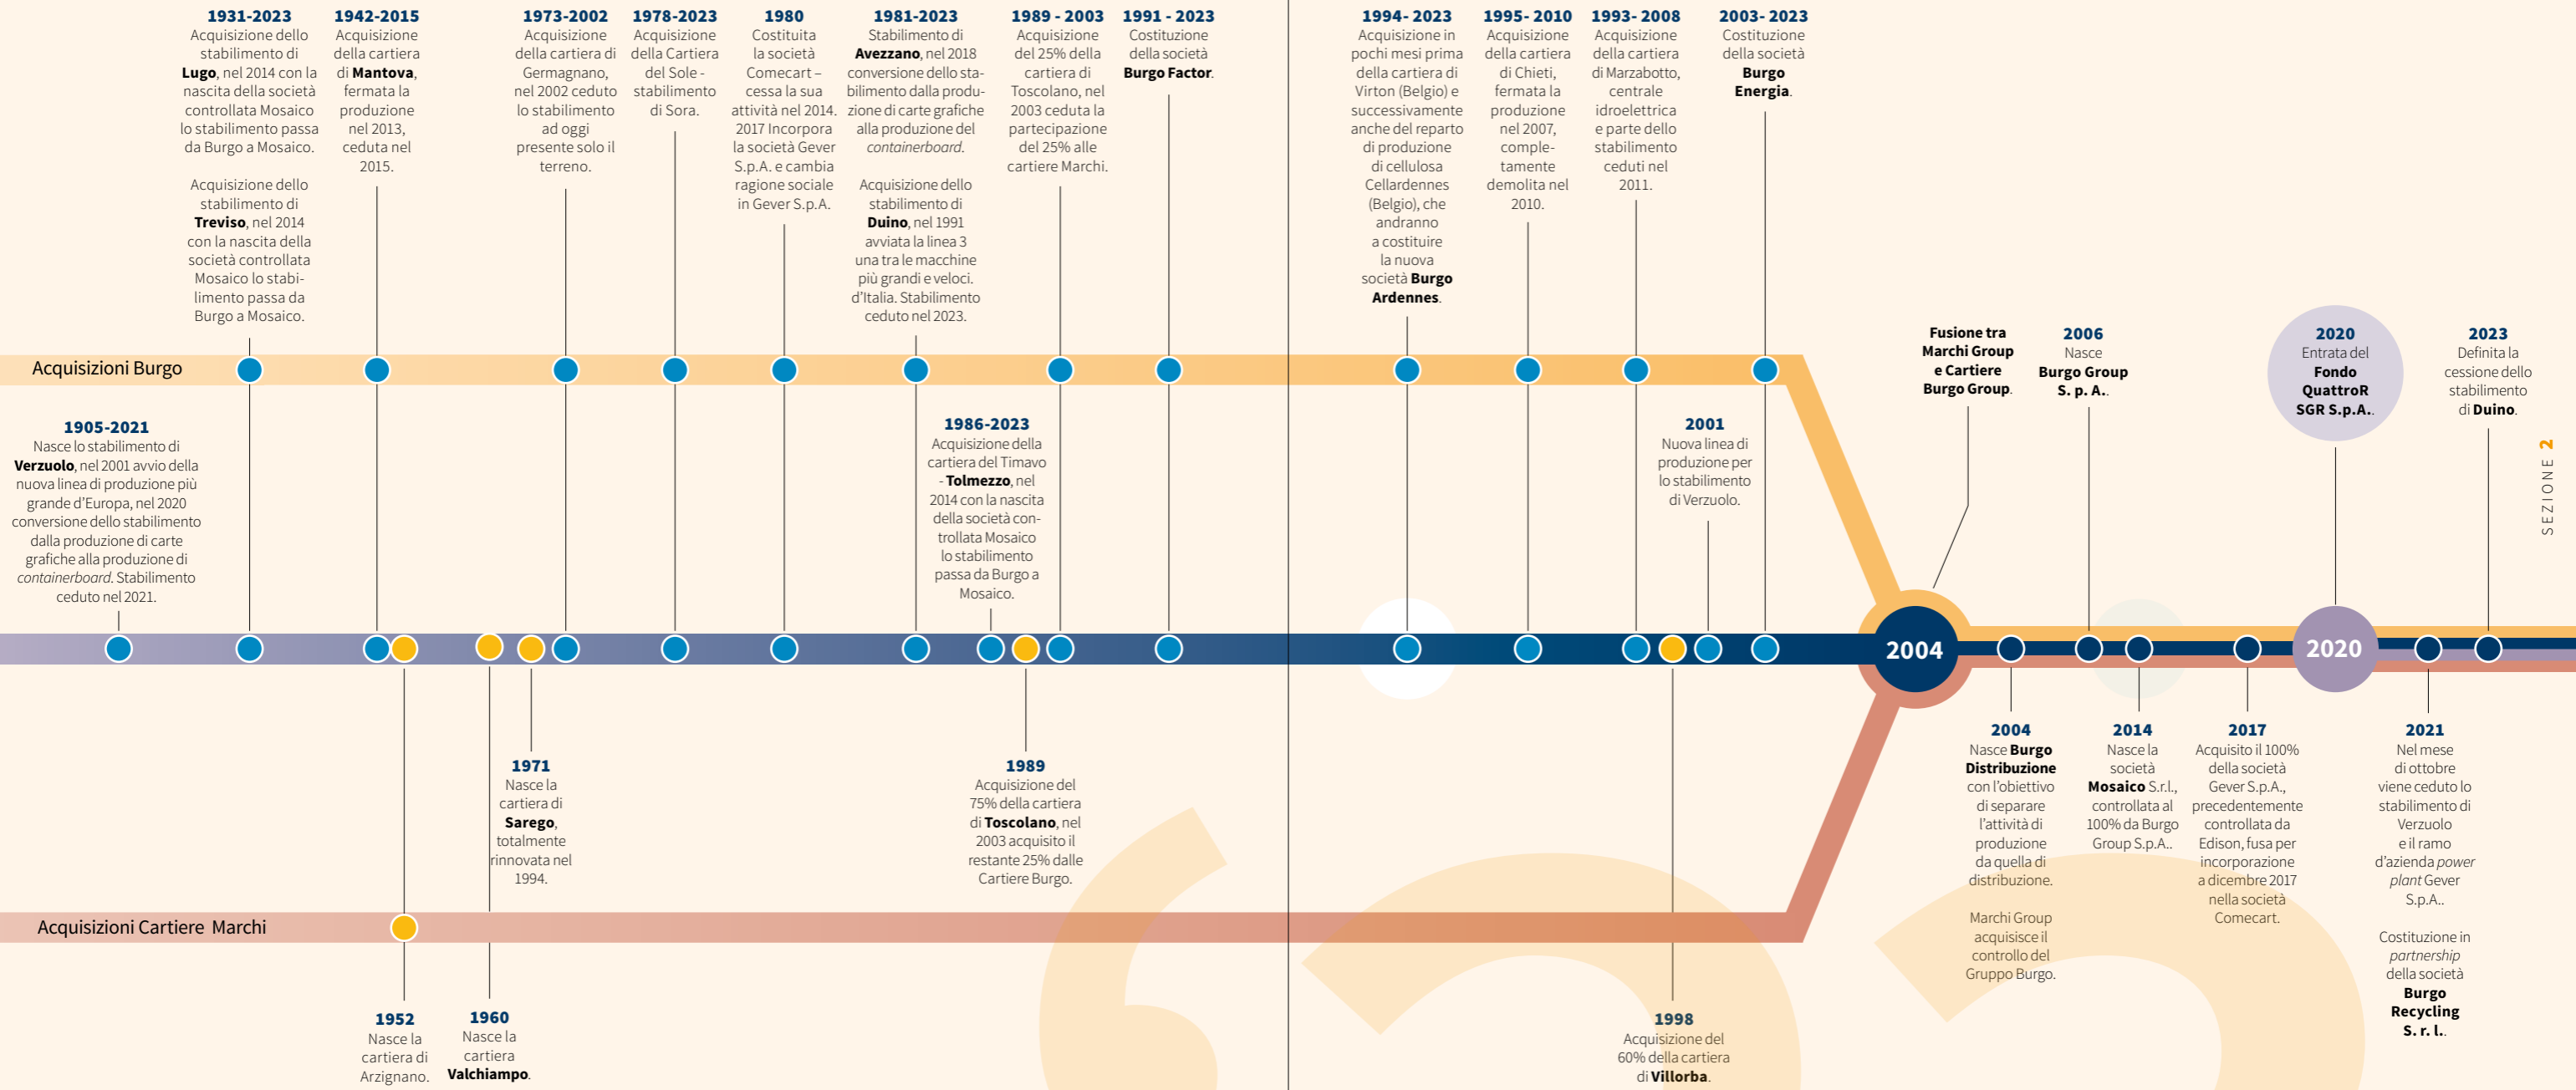 1931-2023
Acquisizione dello
stabilimento di
Lugo, nel 2014 con la
nascita della società
controllata Mosaico
lo stabilimento passa
da Burgo a Mosaico.
Acquisizione dello
stabilimento di
Treviso, nel 2014
con la nascita della
società controllata
Mosaico lo stabi-
limento passa da
Burgo a Mosaico.
1942-2015
Acquisizione
della cartiera
di Mantova,
fermata la
produzione
nel 2013,
ceduta nel
2015.
1973-2002
Acquisizione
della cartiera di
Germagnano,
nel 2002 ceduto
lo stabilimento
ad oggi
presente solo il
terreno.
1978-2023
Acquisizione
della Cartiera
del Sole -
stabilimento
di Sora.
1980
Costituita
la società
Comecart –
cessa la sua
attività nel 2014.
2017 Incorpora
la società Gever
S.p.A. e cambia
ragione sociale
in Gever S.p.A.
1981-2023
Stabilimento di
Avezzano, nel 2018
conversione dello sta-
bilimento dalla produ-
zione di carte grafiche
alla produzione del
containerboard.
Acquisizione dello
stabilimento di
Duino, nel 1991
avviata la linea 3
una tra le macchine
più grandi e veloci.
d’Italia. Stabilimento
ceduto nel 2023.
1989 - 2003
Acquisizione
del 25% della
cartiera di
Toscolano, nel
2003 ceduta la
partecipazione
del 25% alle
cartiere Marchi.
1991 - 2023
Costituzione
della società
Burgo Factor.
1994- 2023
Acquisizione in
pochi mesi prima
della cartiera di
Virton (Belgio) e
successivamente
anche del reparto
di produzione
di cellulosa
Cellardennes
(Belgio), che
andranno
a costituire
la nuova
società Burgo
Ardennes.
1995- 2010
Acquisizione
della cartiera
di Chieti,
fermata la
produzione
nel 2007,
comple-
tamente
demolita nel
2010.
1993- 2008
Acquisizione
della cartiera
di Marzabotto,
centrale
idroelettrica
e parte dello
stabilimento
ceduti nel
2011.
2003- 2023
Costituzione
della società
Burgo
Energia.
Fusione tra
Marchi Group
e Cartiere
Burgo Group.
2006
Nasce
Burgo Group
S. p. A..
2020
Entrata del
Fondo
QuattroR
SGR S.p.A..
2023
Definita la
cessione dello
stabilimento
di Duino.
Acquisizioni Burgo
1905-2021
Nasce lo stabilimento di
Verzuolo, nel 2001 avvio della
nuova linea di produzione più
grande d’Europa, nel 2020
conversione dello stabilimento
dalla produzione di carte
grafiche alla produzione di
containerboard. Stabilimento
ceduto nel 2021.
1986-2023
Acquisizione della
cartiera del Timavo
- Tolmezzo, nel
2014 con la nascita
della società con-
trollata Mosaico
lo stabilimento
passa da Burgo a
Mosaico.
2001
Nuova linea di
produzione per
lo stabilimento
di Verzuolo.
SEZIONE 2
2004
2020
1971
Nasce la
cartiera di
Sarego,
totalmente
rinnovata nel
1994.
1989
Acquisizione del
75% della cartiera
di Toscolano, nel
2003 acquisito il
restante 25% dalle
Cartiere Burgo.
2004
Nasce Burgo
Distribuzione
con l’obiettivo
di separare
l’attività di
produzione
da quella di
distribuzione.
Marchi Group
acquisisce il
controllo del
Gruppo Burgo.
2014
Nasce la
società
Mosaico S.r.l.,
controllata al
100% da Burgo
Group S.p.A..
2017
Acquisito il 100%
della società
Gever S.p.A.,
precedentemente
controllata da
Edison, fusa per
incorporazione
a dicembre 2017
nella società
Comecart.
2021
Nel mese
di ottobre
viene ceduto lo
stabilimento di
Verzuolo
e il ramo
d’azienda power
plant Gever
S.p.A..
Costituzione in
partnership
della società
Burgo
Recycling
S. r. l..
Acquisizioni Cartiere Marchi
1952
Nasce la
cartiera di
Arzignano.
1960
Nasce la
cartiera
Valchiampo.
1998
Acquisizione del
60% della cartiera
di Villorba.